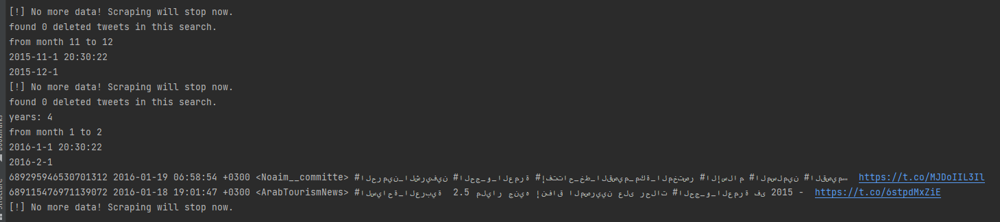 [!] No more data! Scraping will stop now.
found 0 deleted tweets in this search.
from month 11 to 12
2015-11-1 20:30:22
2015-12-1
[!] No more data! Scraping will stop now.
found 0 deleted tweets in this search.
years: 4
from month 1 to 2
2016-1-1 20:30:22
2016-2-1
689295946530701312 2016-01-19 06:58:54 +0300 <Noaim__committe> #الحرمين_الشريفين #الحج_و_العمرة #إفتتاح_خط_القصيم_مكة_المختصر #الإسلام #المسلمين #القصيم… https://t.co/MJDoIIL3Il
689115476971139072 2016-01-18 19:01:47 +0300 <ArabTourismNews> #السياحة_العربية 2.5 مليار جنيه إنفاق المصريين على رحلات #الحج_و_العمرة فى 2015 - https://t.co/6stpdMxZiE
[!] No more data! Scraping will stop now.